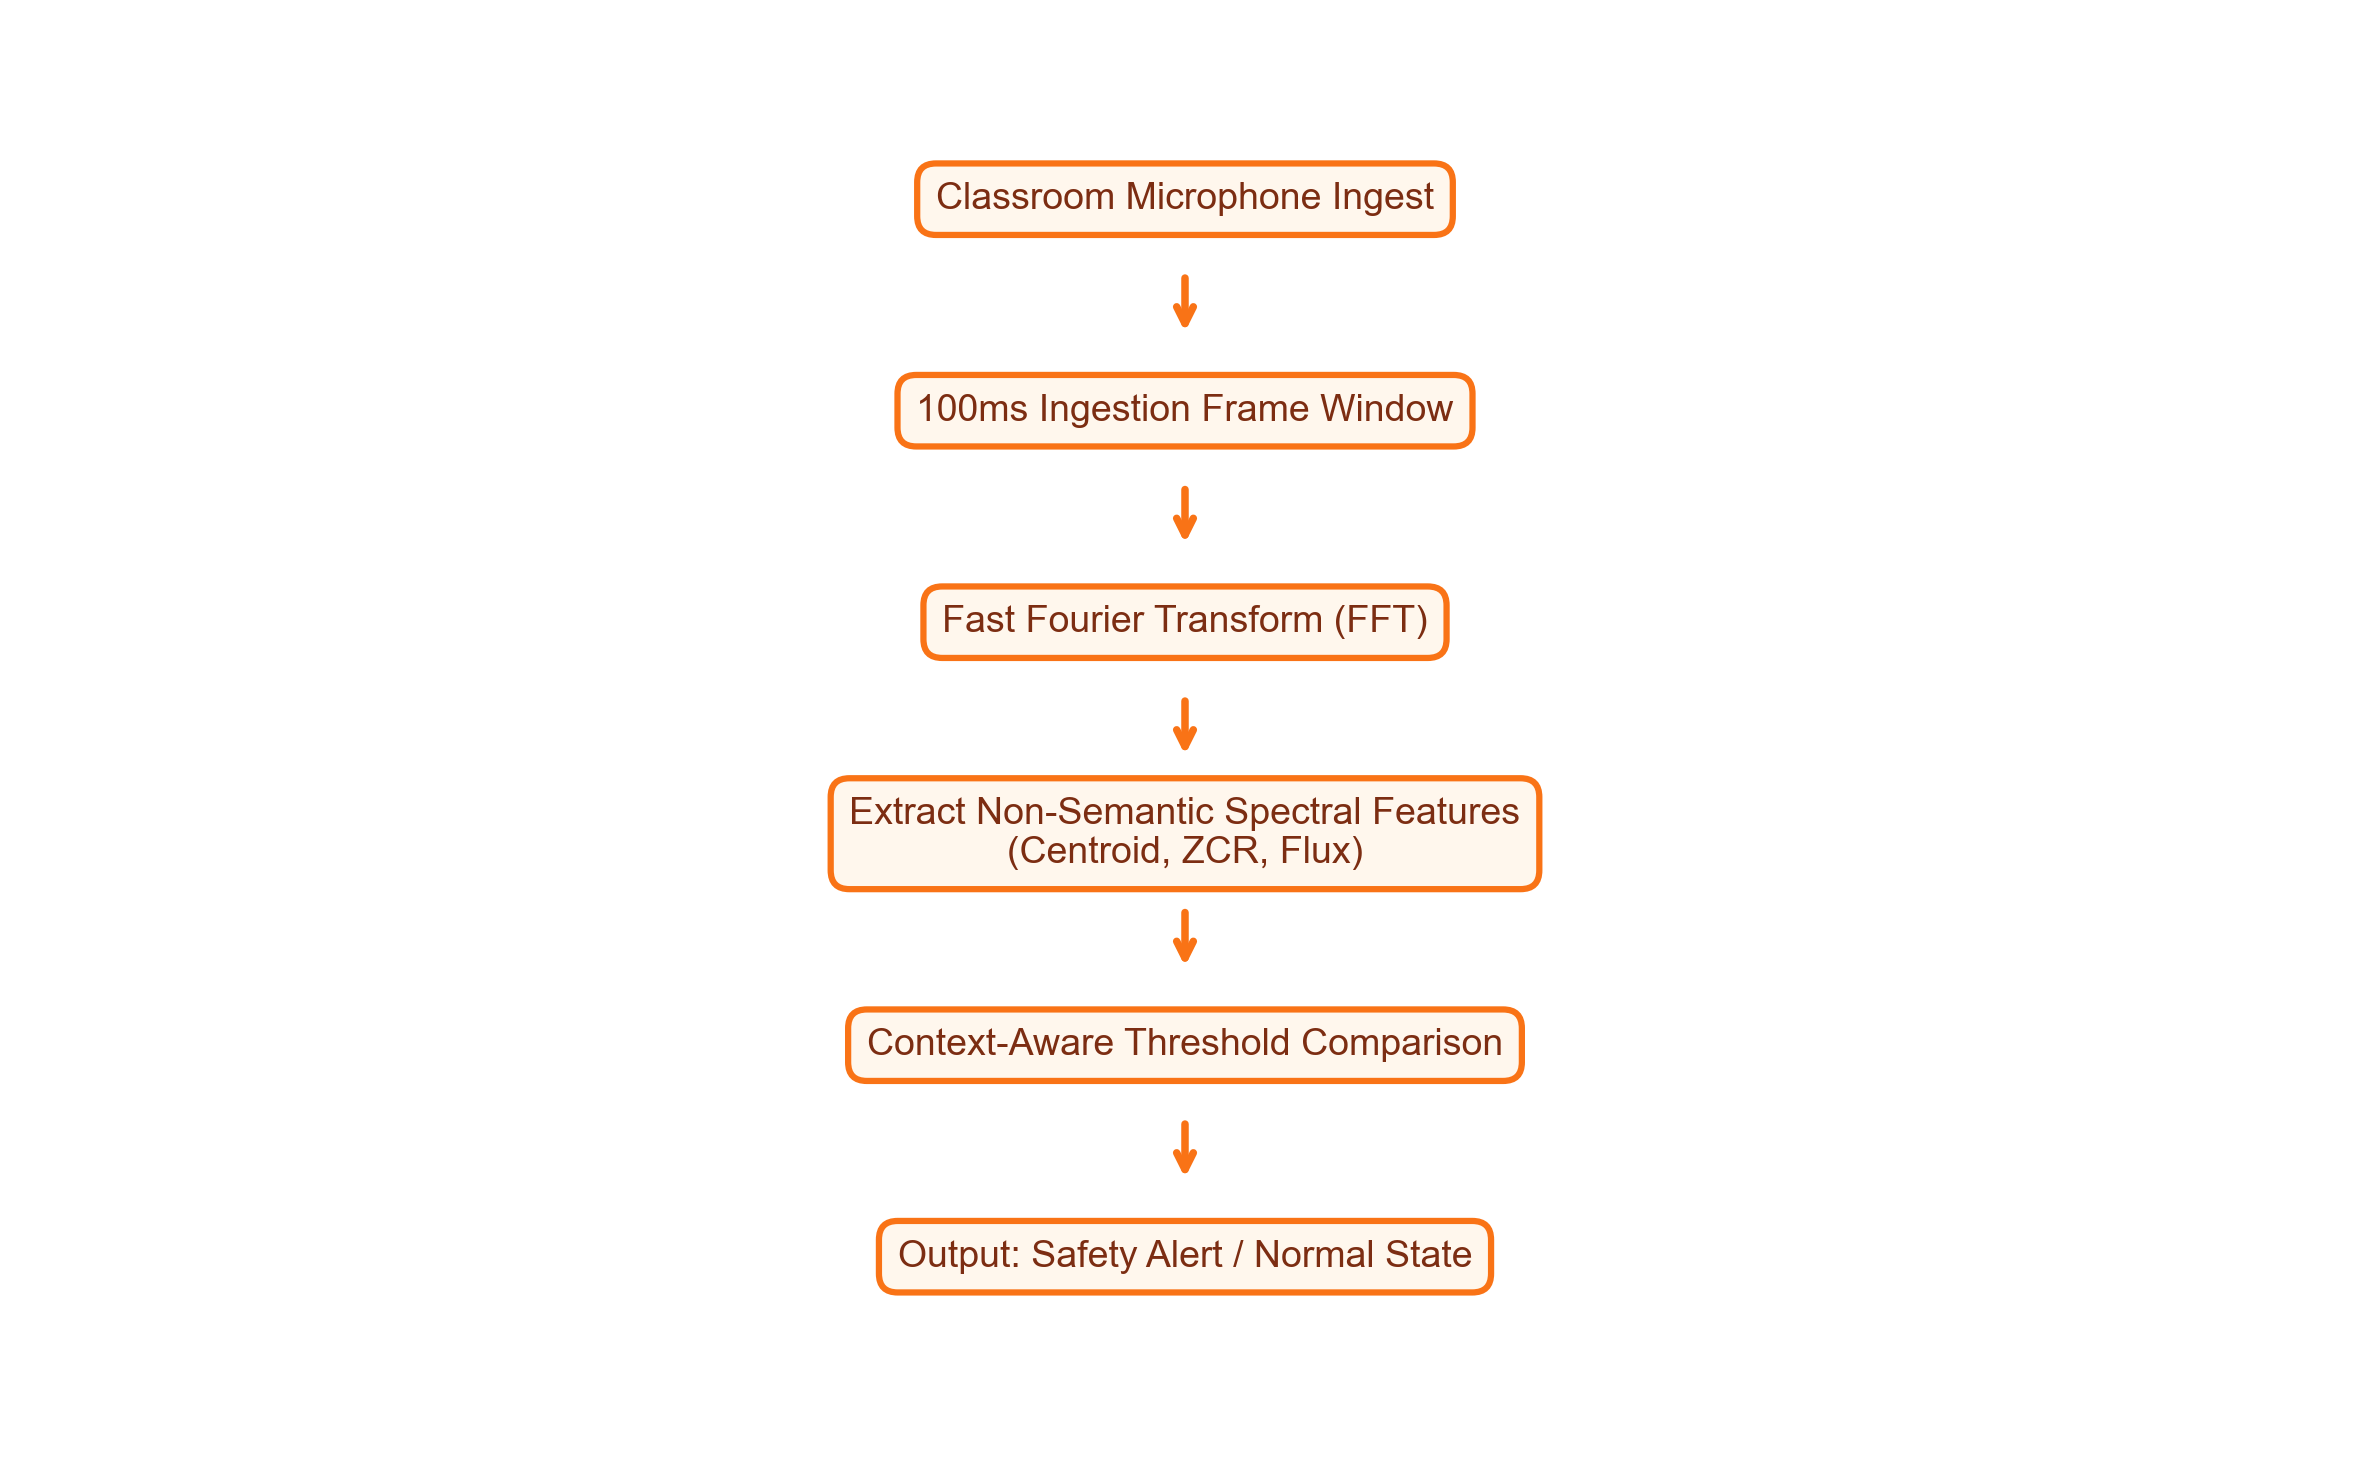 Classroom Microphone Ingest
100ms Ingestion Frame Window
Fast Fourier Transform (FFT)
Extract Non-Semantic Spectral Features
(Centroid, ZCR, Flux)
Context-Aware Threshold Comparison
Output: Safety Alert / Normal State